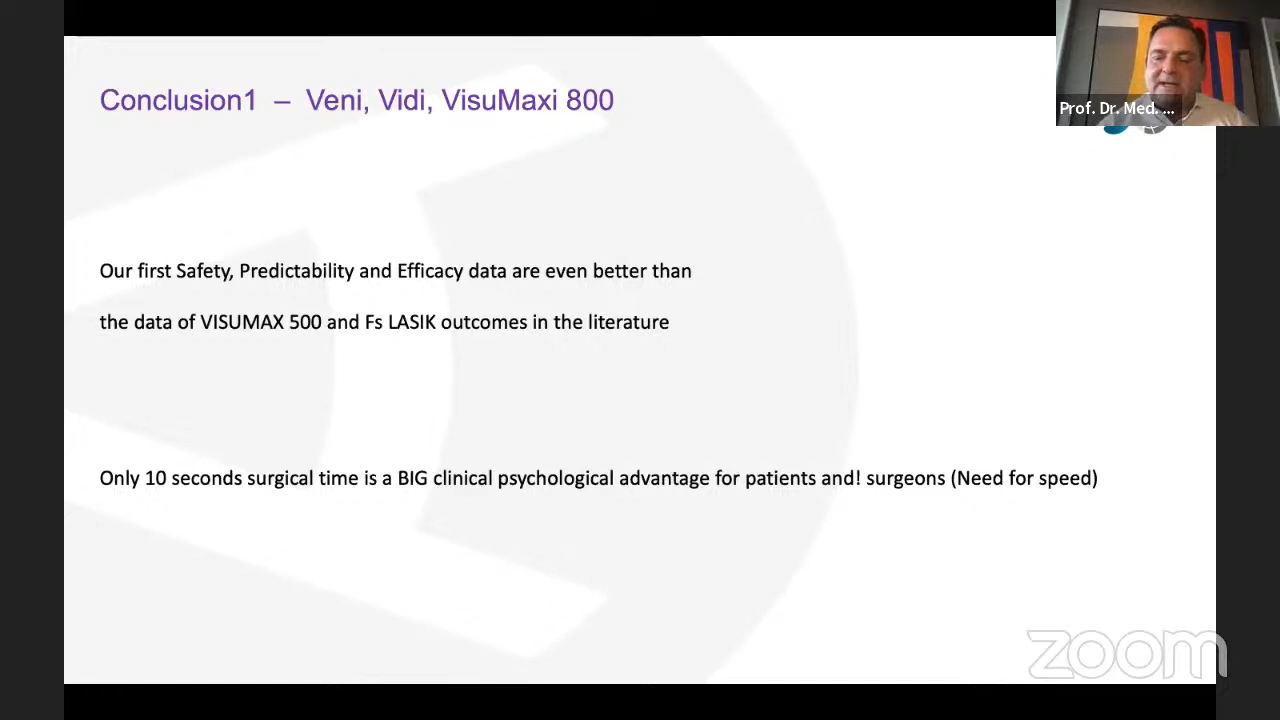 Conclusion1 – Veni, Vidi, VisuMaxi 800
Prof. Dr. Med. ...
Our first Safety, Predictability and Efficacy data are even better than
the data of VISUMAX 500 and Fs LASIK outcomes in the literature
Only 10 seconds surgical time is a BIG clinical psychological advantage for patients and! surgeons (Need for speed)
zoom